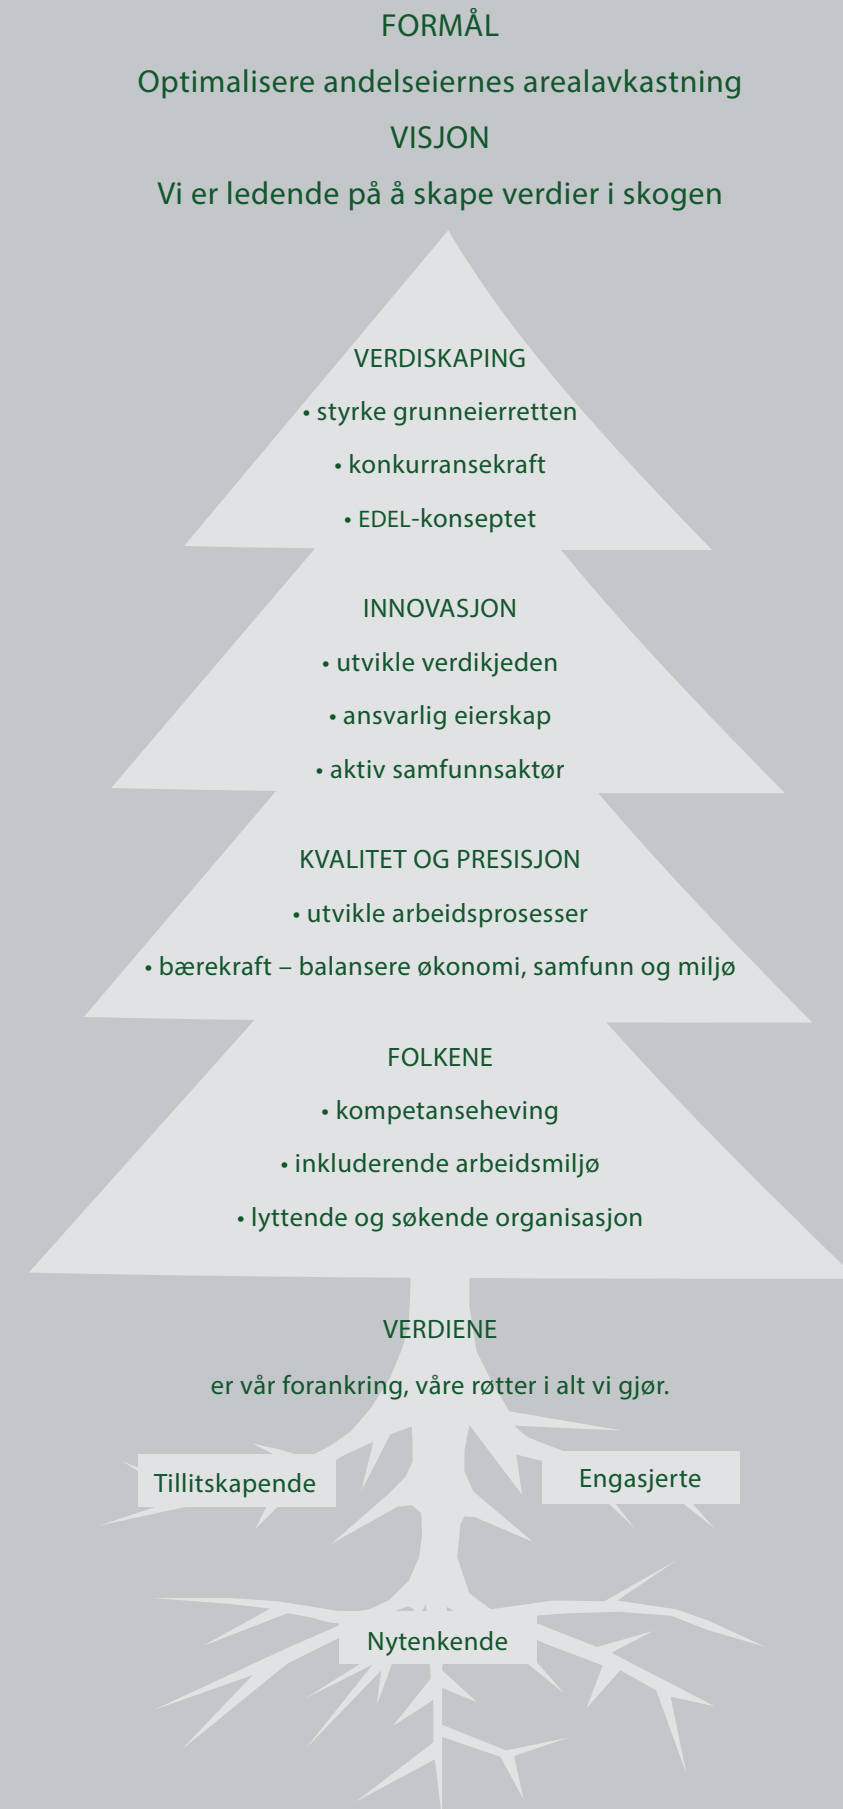 FORMÅL
Optimalisere andelseiernes arealavkastning
VISJON
Vi er ledende på å skape verdier i skogen
VERDISKAPING
• styrke grunneierretten
• konkurransekraft
• EDEL-konseptet
INNOVASJON
• utvikle verdikjeden
• ansvarlig eierskap
• aktiv samfunnsaktør
KVALITET OG PRESISJON
• utvikle arbeidsprosesser
• bærekraft – balansere økonomi, samfunn og miljø
FOLKENE
• kompetanseheving
• inkluderende arbeidsmiljø
• lyttende og søkende organisasjon
VERDIENE
er vår forankring, våre røtter i alt vi gjør.
Tillitskapende
Engasjerte
Nytenkende